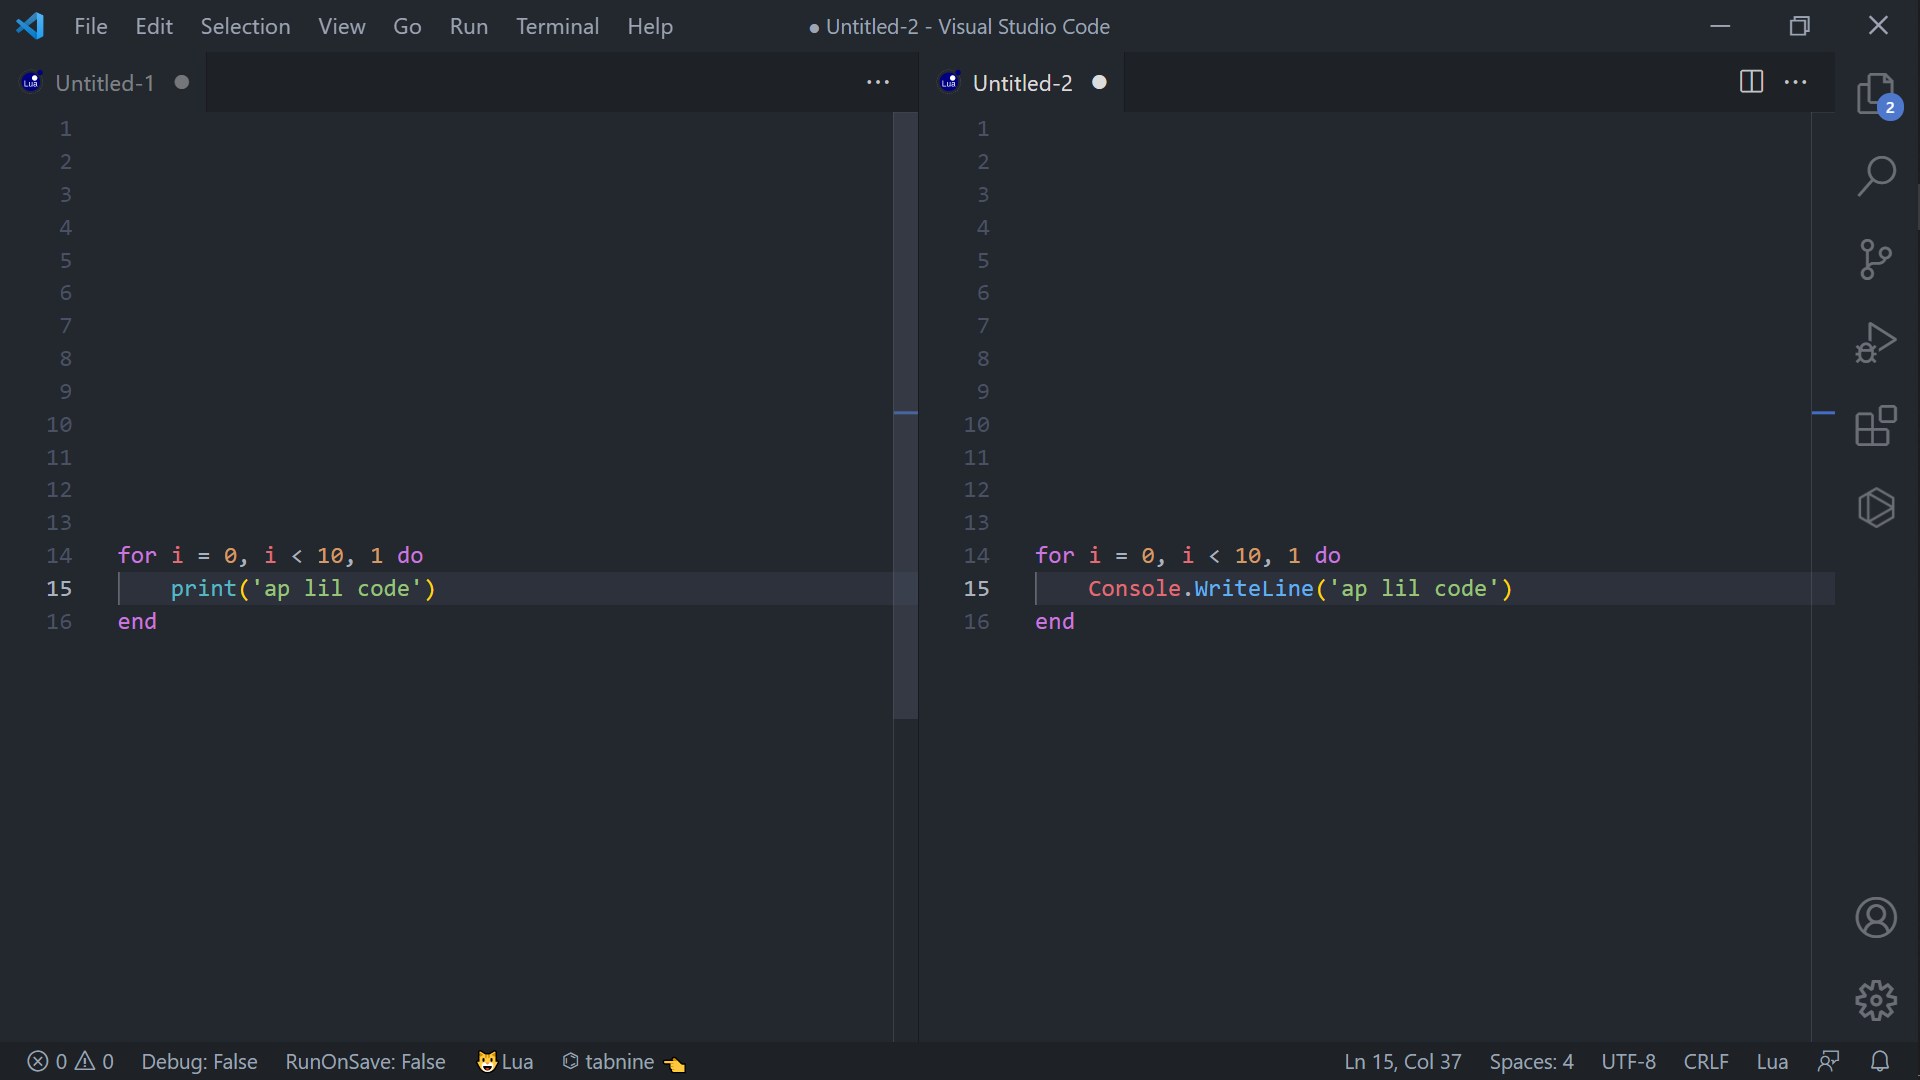 File Edit Selection View Go Run Terminal Help ● Untitled-2 - Visual Studio Code
Lua Untitled-1 ● ···
1
2
3
4
5
6
7
8
9
10
11
12
13
14 for i = 0, i < 10, 1 do
15     print('ap lil code')
16 end
Lua Untitled-2 ● ···
1
2
3
4
5
6
7
8
9
10
11
12
13
14 for i = 0, i < 10, 1 do
15     Console.WriteLine('ap lil code')
16 end
2
0 0 Debug: False RunOnSave: False 😺Lua tabnine 👈 Ln 15, Col 37 Spaces: 4 UTF-8 CRLF Lua